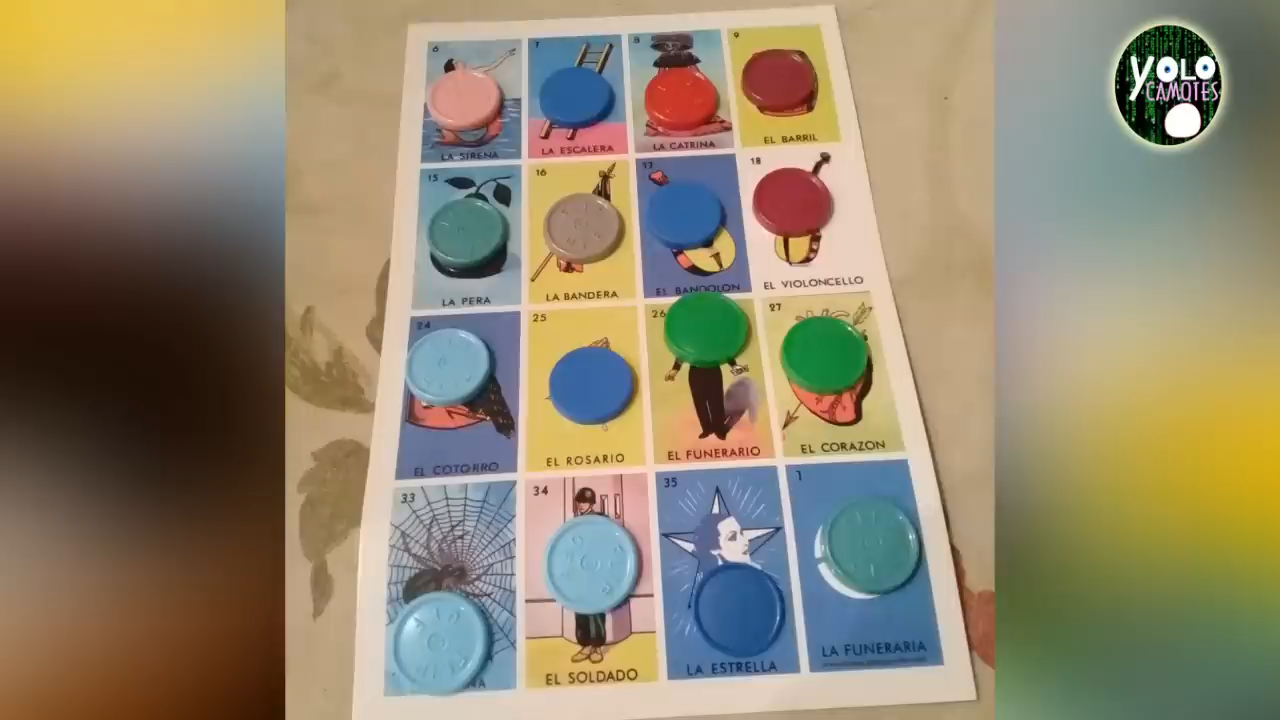 YOLO
CAMOTES
6
7
8
9
LA SIRENA
LA ESCALERA
LA CATRINA
EL BARRIL
15
16
17
18
LA PERA
LA BANDERA
EL BANDOLON
EL VIOLONCELLO
24
25
26
27
EL COTORRO
EL ROSARIO
EL FUNERARIO
EL CORAZON
33
34
35
1
NA
EL SOLDADO
LA ESTRELLA
LA FUNERARIA